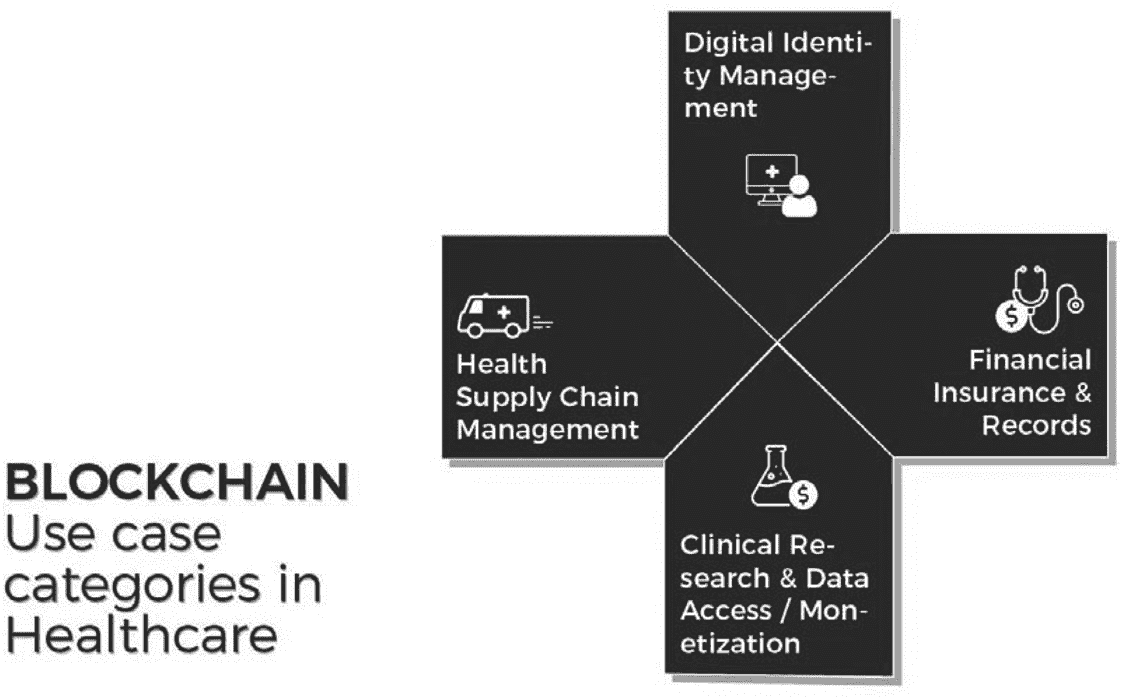 Digital Identi-
ty Manage-
ment
Health
Supply Chain
Management
$
Financial
Insurance &
Records
$
Clinical Re-
search & Data
Access / Mon-
etization
BLOCKCHAIN
Use case
categories in
Healthcare